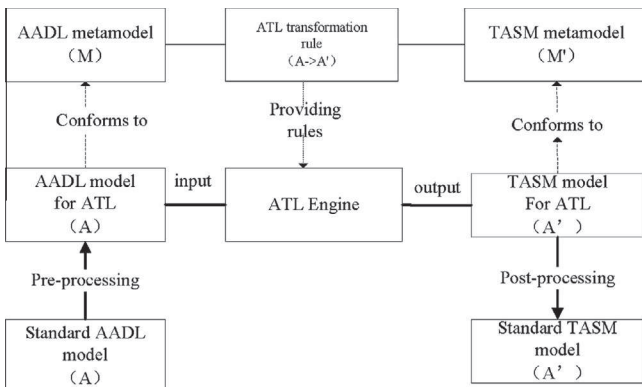 AADL metamodel
（M）
ATL transformation
rule
（A->A'）
TASM metamodel
（M'）
Conforms to
Providing
rules
Conforms to
AADL model
for ATL
（A）
input
ATL Engine
output
TASM model
For ATL
（A’）
Pre-processing
Post-processing
Standard AADL
model
（A）
Standard TASM
model
（A’）